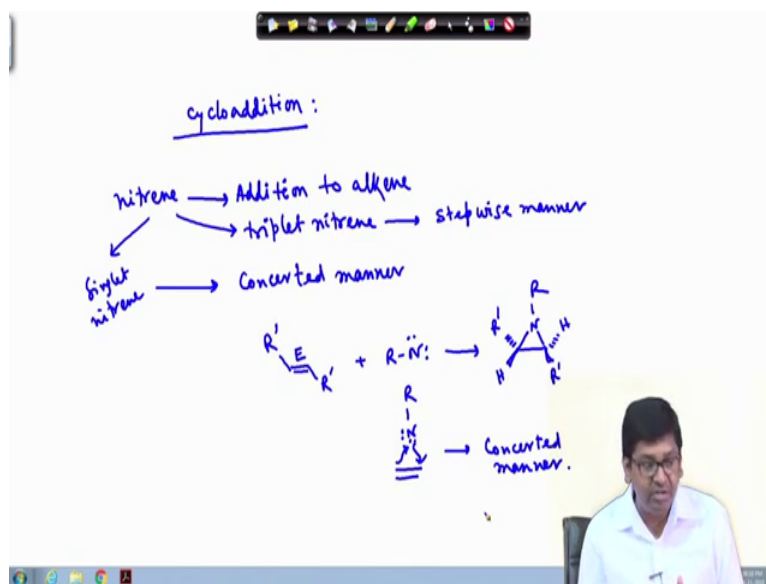 cycloaddition :
nitrene → Addition to alkene
→ triplet nitrene → stepwise manner
Singlet nitrene → Concerted manner
R' E R' + R-N̈: → R' H R N H R'
R
:N:
→ Concerted manner.